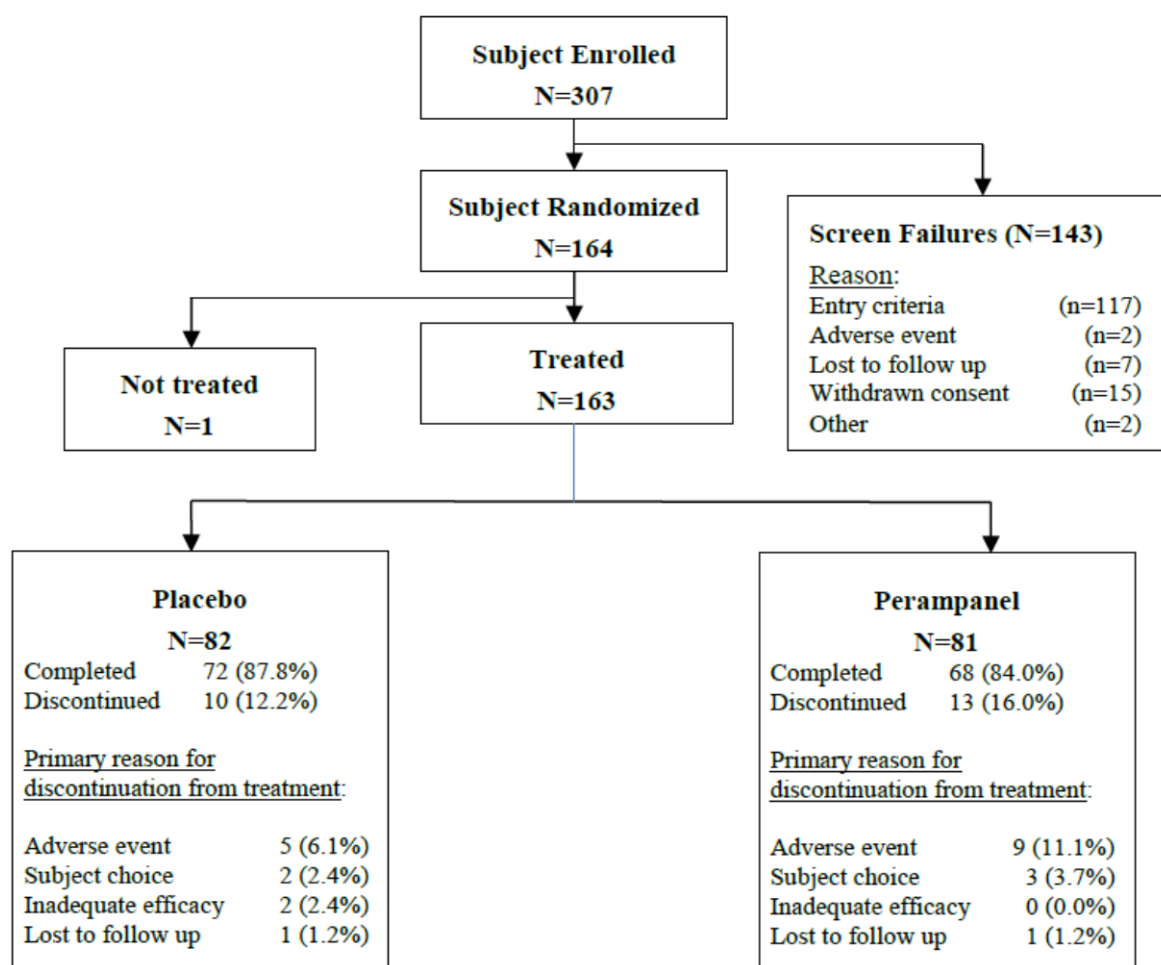 Subject Enrolled
N=307
Subject Randomized
N=164
Screen Failures (N=143)
Reason:
Entry criteria (n=117)
Adverse event (n=2)
Lost to follow up (n=7)
Withdrawn consent (n=15)
Other (n=2)
Not treated
N=1
Treated
N=163
Placebo
N=82
Completed 72 (87.8%)
Discontinued 10 (12.2%)
Primary reason for
discontinuation from treatment:
Adverse event 5 (6.1%)
Subject choice 2 (2.4%)
Inadequate efficacy 2 (2.4%)
Lost to follow up 1 (1.2%)
Perampanel
N=81
Completed 68 (84.0%)
Discontinued 13 (16.0%)
Primary reason for
discontinuation from treatment:
Adverse event 9 (11.1%)
Subject choice 3 (3.7%)
Inadequate efficacy 0 (0.0%)
Lost to follow up 1 (1.2%)